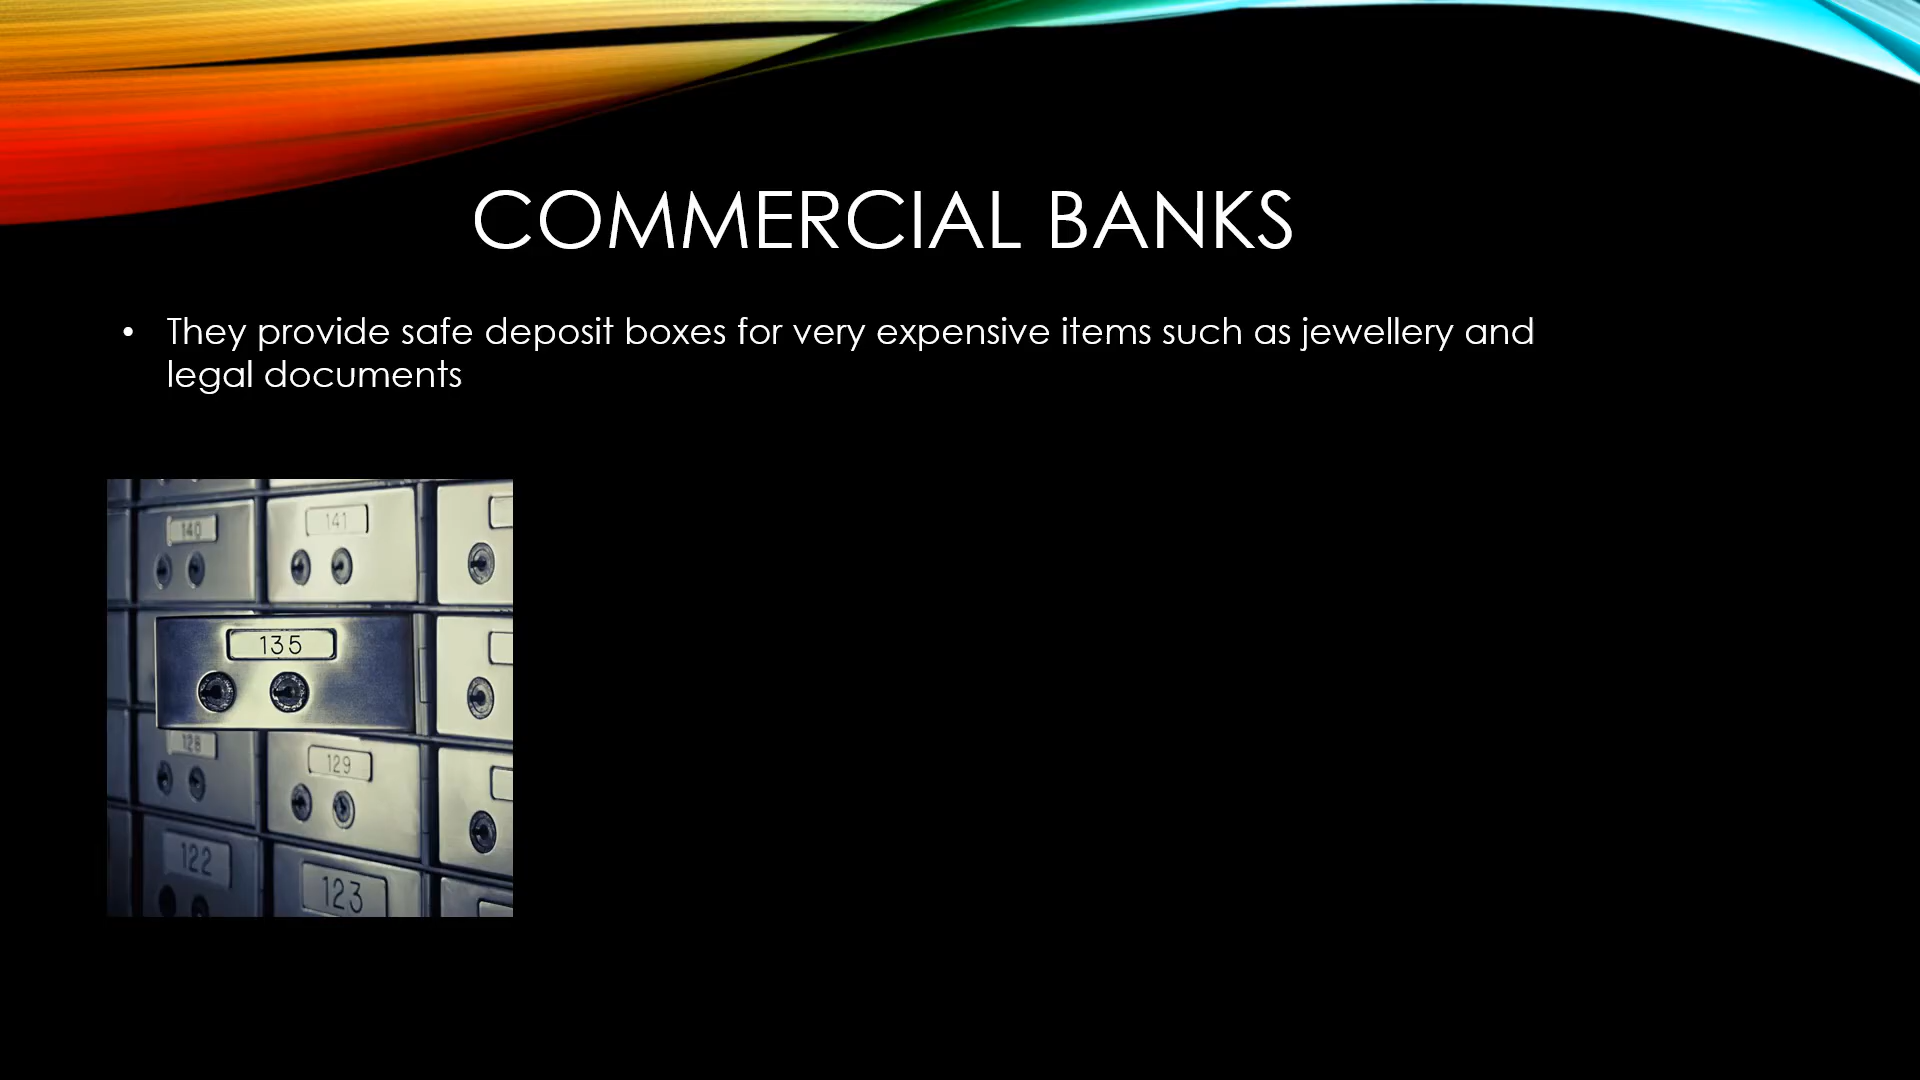 COMMERCIAL BANKS
• They provide safe deposit boxes for very expensive items such as jewellery and
legal documents
140
141
135
128
129
122
123